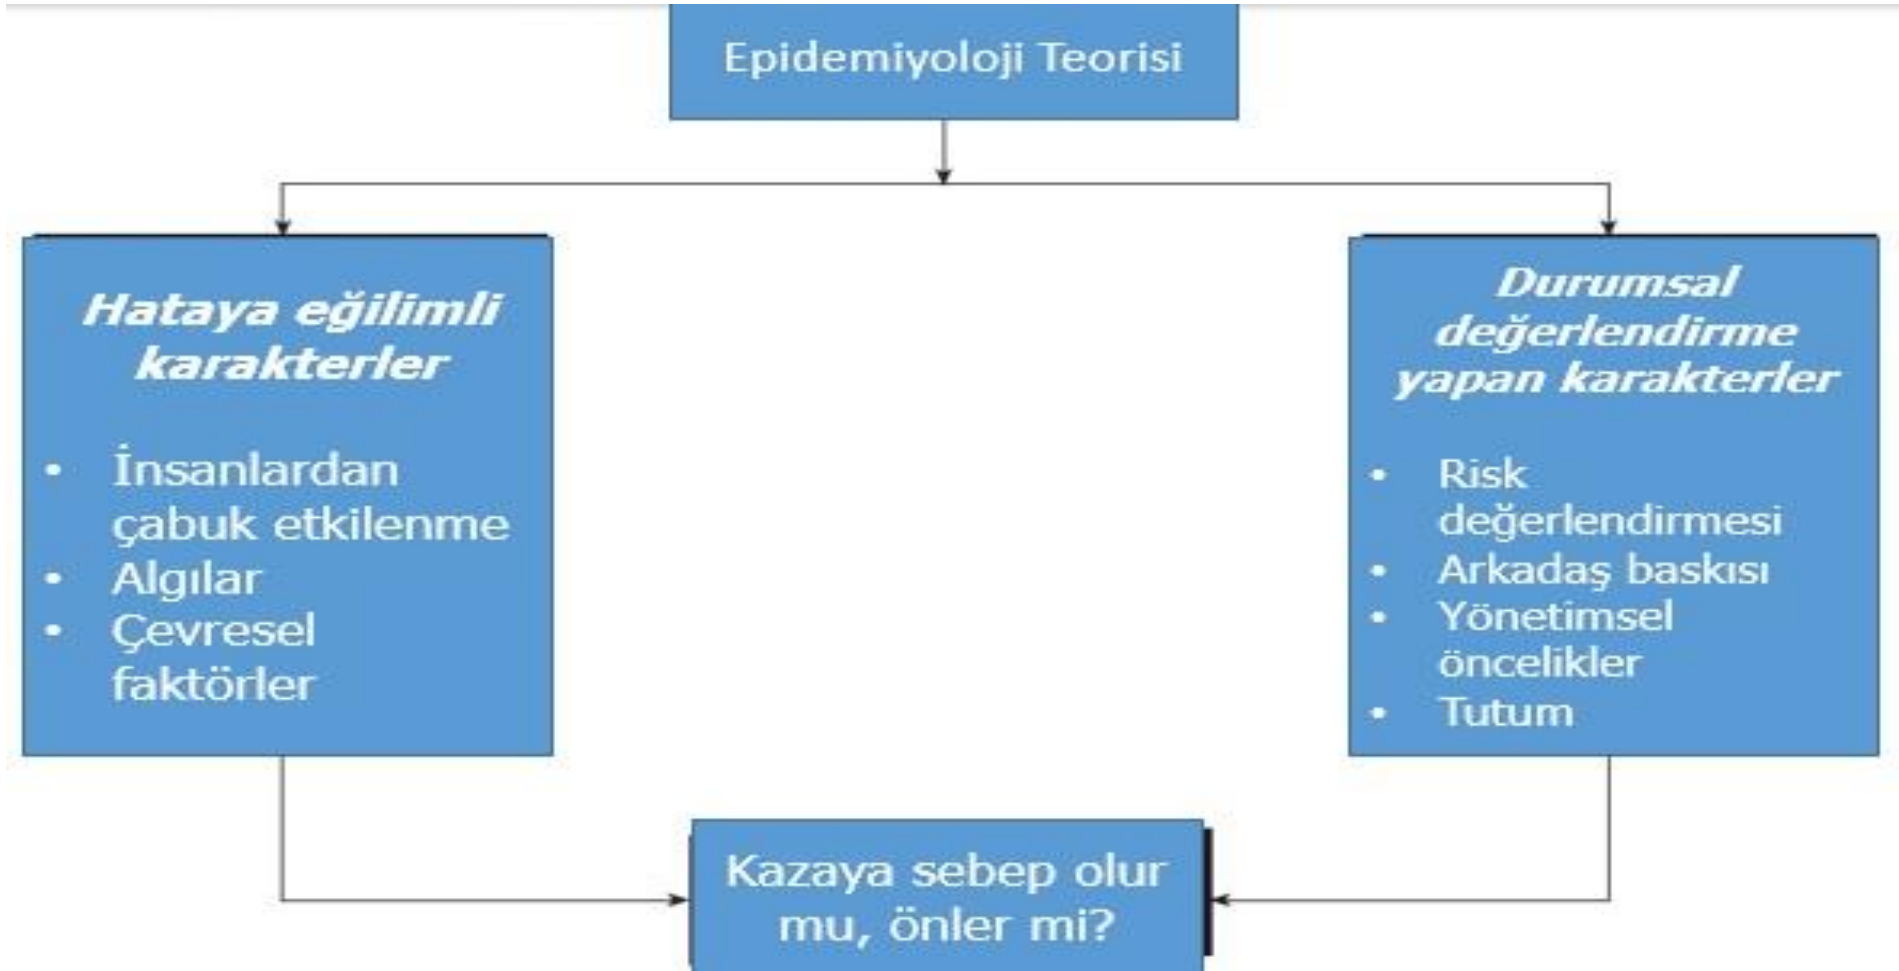 Epidemiyoloji Teorisi
Hataya eğilimli
karakterler
• İnsanlardan
çabuk etkilenme
• Algılar
• Çevresel
faktörler
Durumsal
değerlendirme
yapan karakterler
• Risk
değerlendirmesi
• Arkadaş baskısı
• Yönetimsel
öncelikler
• Tutum
Kazaya sebep olur
mu, önler mi?